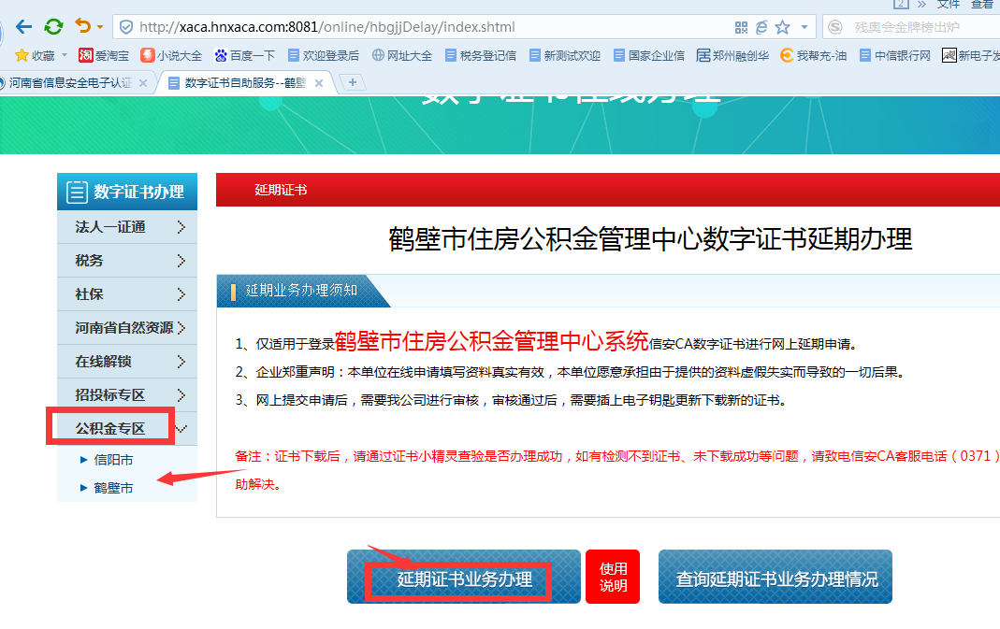 2 » 文件 查看
http://xaca.hnxaca.com:8081/online/hbgjjDelay/index.shtml
残奥会金牌榜出炉
收藏 爱淘宝 小说大全 百度一下 欢迎登录后 网址大全 税务登记信 新测试欢迎 国家企业信 郑州融创华 我帮充-油 中信银行网 新电子发
河南省信息安全电子认证 数字证书自助服务--鹤壁
数字证书在线办理
数字证书办理
法人一证通
税务
社保
河南省自然资源
在线解锁
招投标专区
公积金专区
信阳市
鹤壁市
延期证书
鹤壁市住房公积金管理中心数字证书延期办理
延期业务办理须知
1、仅适用于登录鹤壁市住房公积金管理中心系统信安CA数字证书进行网上延期申请。
2、企业郑重声明：本单位在线申请填写资料真实有效，本单位愿意承担由于提供的资料虚假失实而导致的一切后果。
3、网上提交申请后，需要我公司进行审核，审核通过后，需要插上电子钥匙更新下载新的证书。
备注：证书下载后，请通过证书小精灵查验是否办理成功，如有检测不到证书、未下载成功等问题，请致电信安CA客服电话（0371）
助解决。
延期证书业务办理
使用
说明
查询延期证书业务办理情况